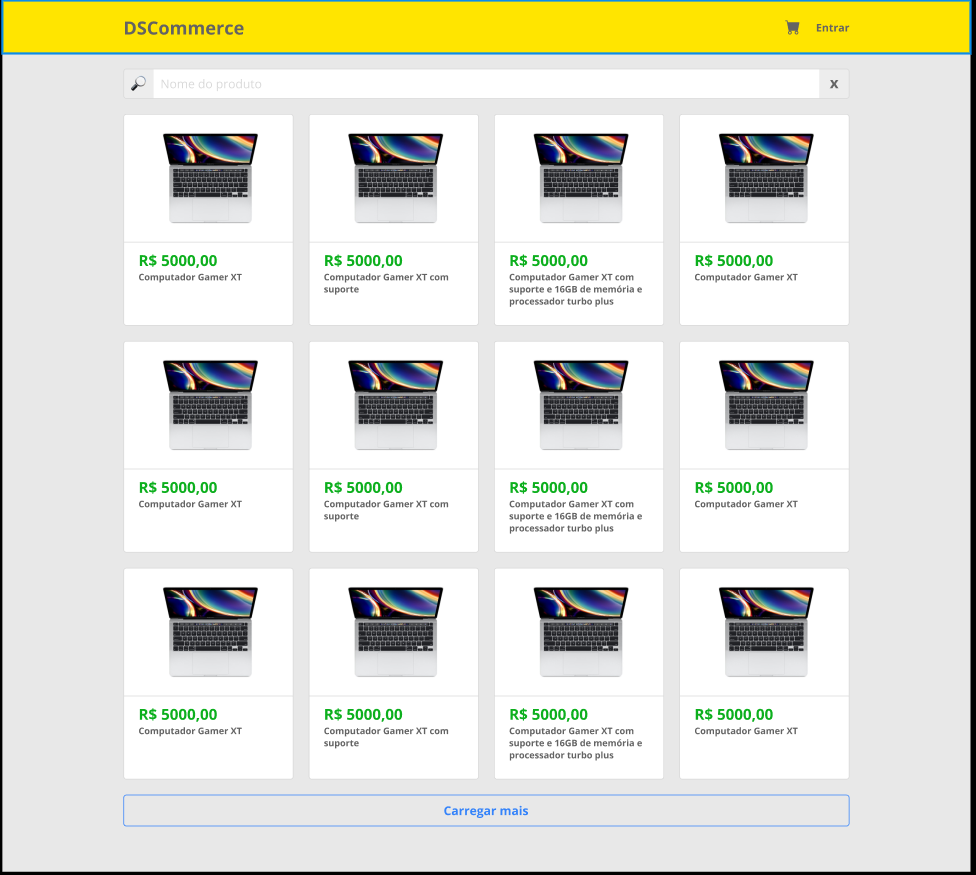 DSCommerce
Entrar
Nome do produto
X
R$ 5000,00
Computador Gamer XT
R$ 5000,00
Computador Gamer XT com
suporte
R$ 5000,00
Computador Gamer XT com
suporte e 16GB de memória e
processador turbo plus
R$ 5000,00
Computador Gamer XT
R$ 5000,00
Computador Gamer XT
R$ 5000,00
Computador Gamer XT com
suporte
R$ 5000,00
Computador Gamer XT com
suporte e 16GB de memória e
processador turbo plus
R$ 5000,00
Computador Gamer XT
R$ 5000,00
Computador Gamer XT
R$ 5000,00
Computador Gamer XT com
suporte
R$ 5000,00
Computador Gamer XT com
suporte e 16GB de memória e
processador turbo plus
R$ 5000,00
Computador Gamer XT
Carregar mais